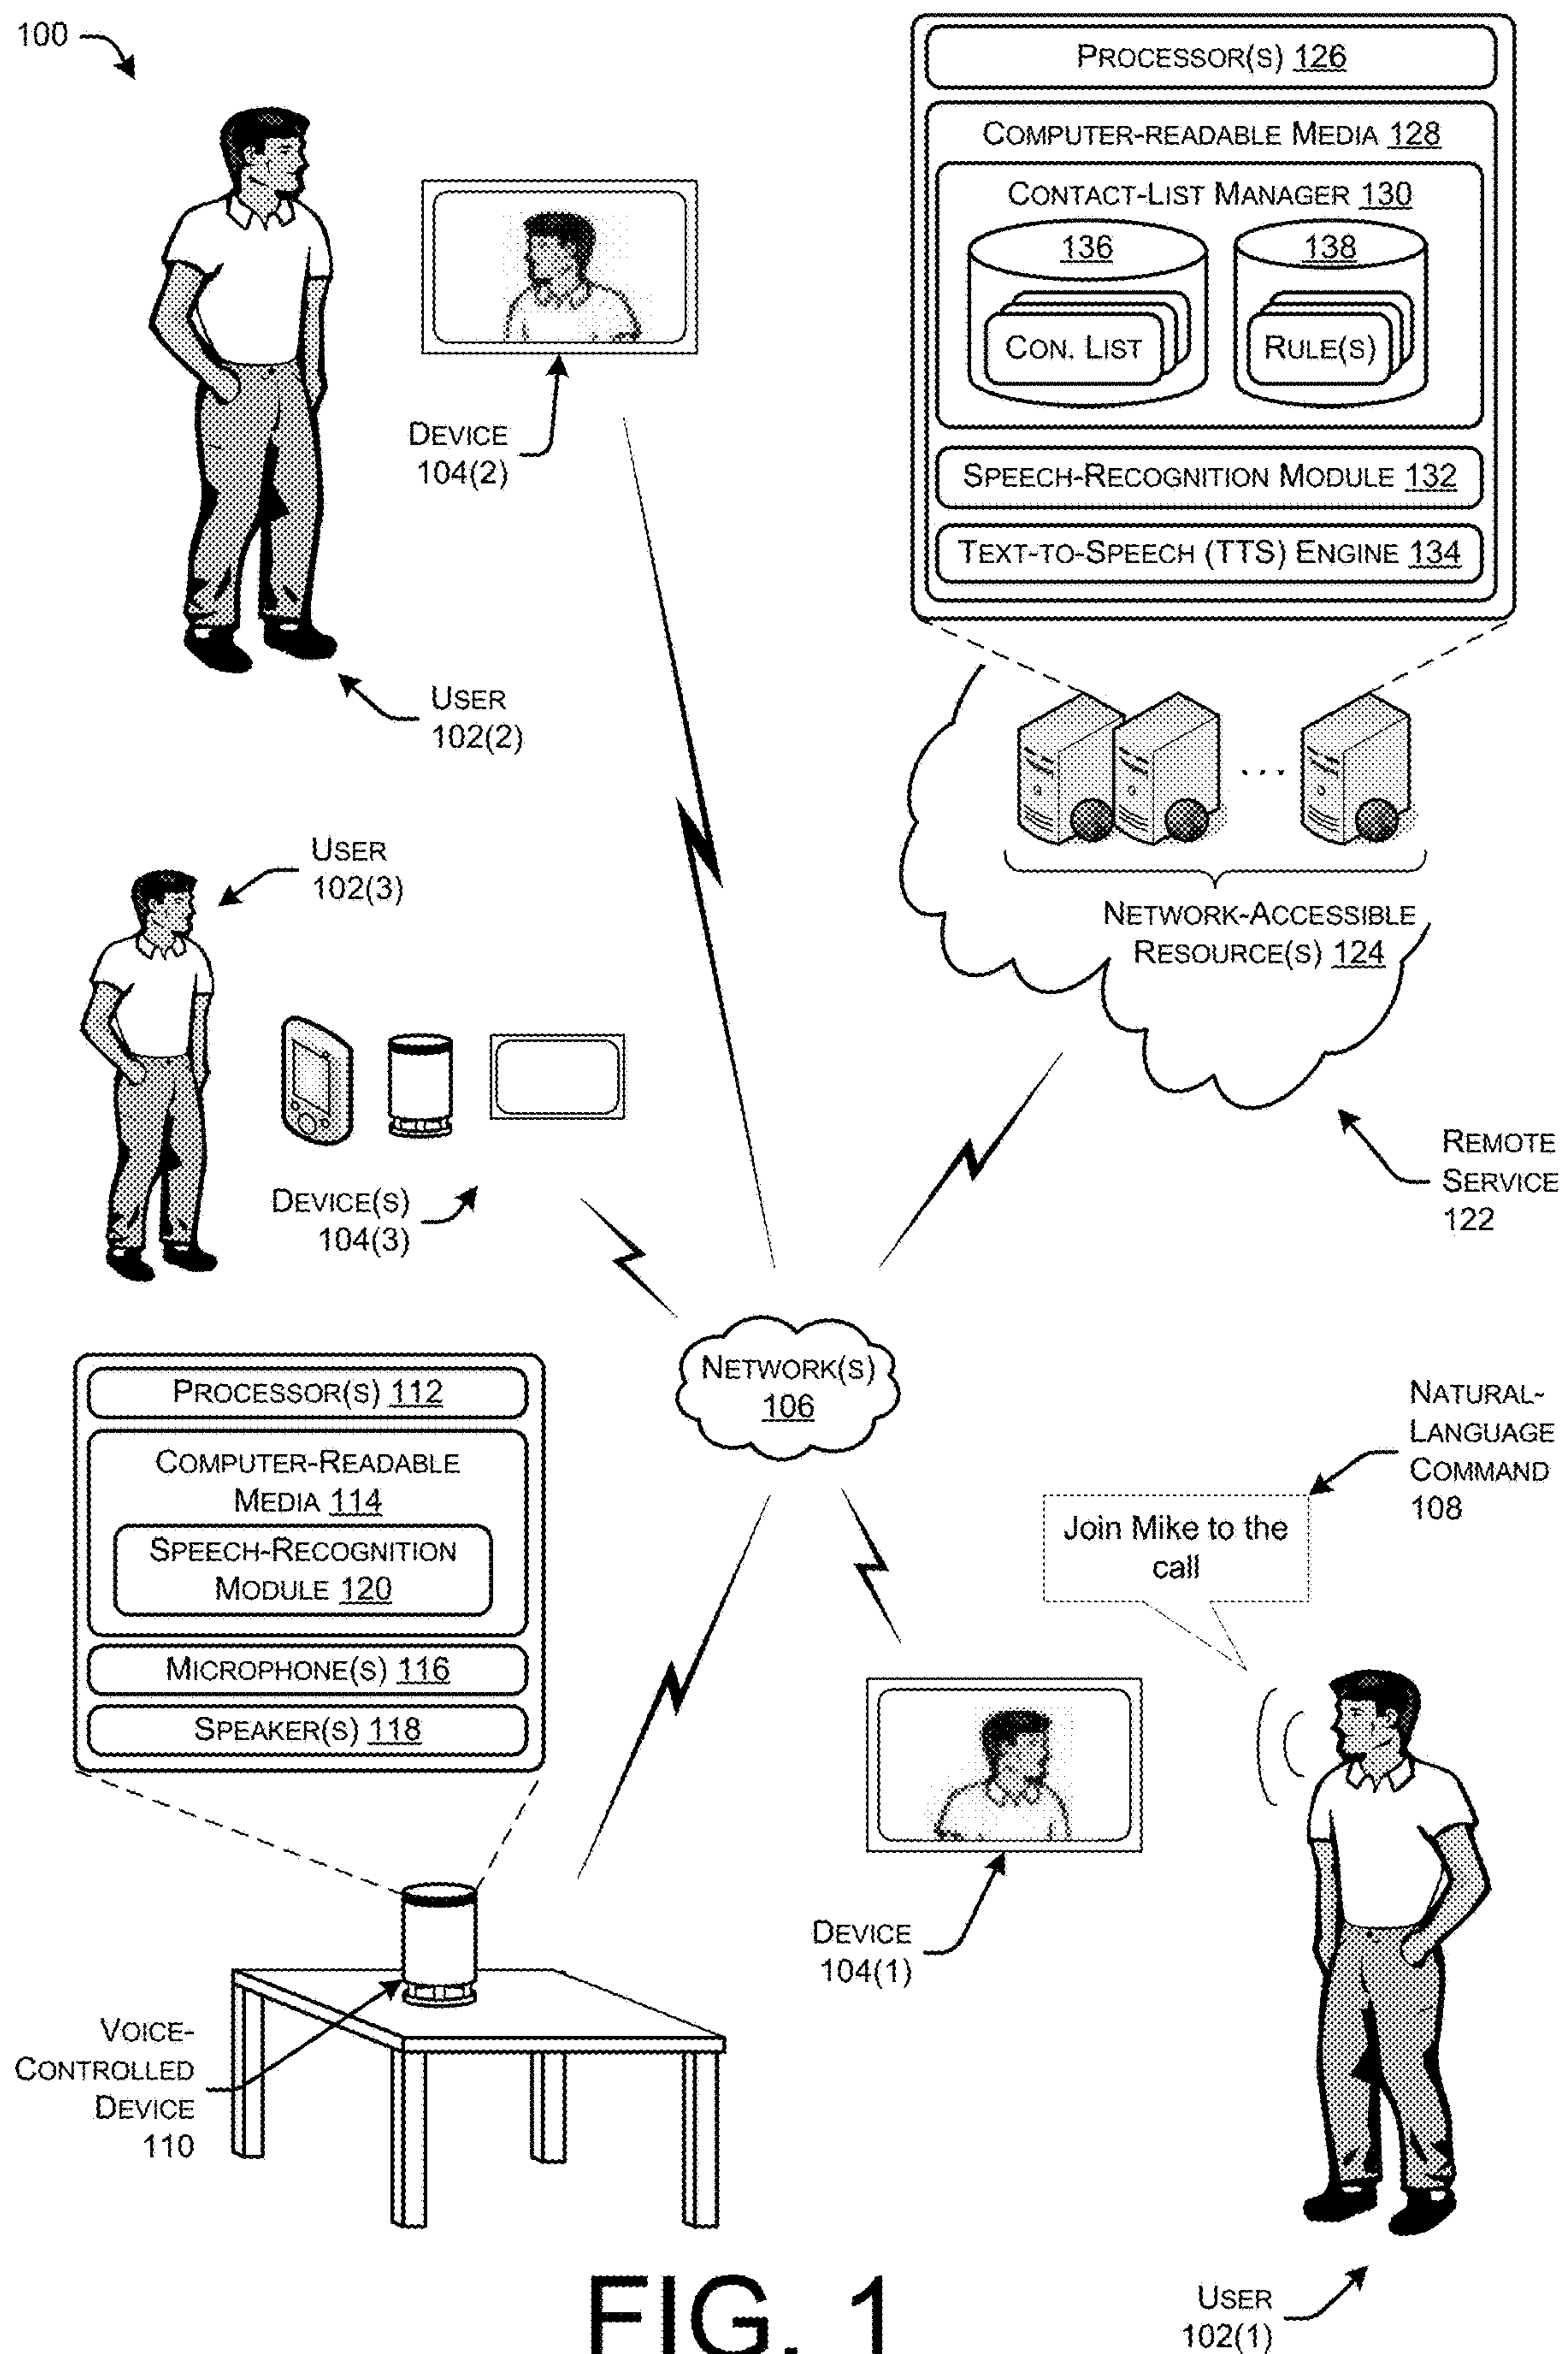 100
PROCESSOR(S) 126
COMPUTER-READABLE MEDIA 128
CONTACT-LIST MANAGER 130
136
138
CON. LIST
RULE(S)
SPEECH-RECOGNITION MODULE 132
TEXT-TO-SPEECH (TTS) ENGINE 134
DEVICE
104(2)
USER
102(2)
USER
102(3)
NETWORK-ACCESSIBLE
RESOURCE(S) 124
DEVICE(S)
104(3)
REMOTE
SERVICE
122
NETWORK(S)
106
PROCESSOR(S) 112
COMPUTER-READABLE
MEDIA 114
SPEECH-RECOGNITION
MODULE 120
MICROPHONE(S) 116
SPEAKER(S) 118
NATURAL-
LANGUAGE
COMMAND
108
Join Mike to the
call
DEVICE
104(1)
VOICE-
CONTROLLED
DEVICE
110
USER
102(1)
FIG. 1